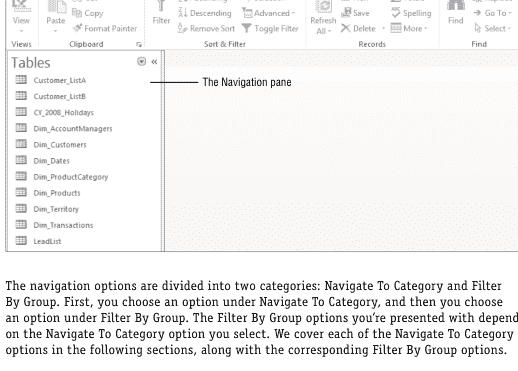 Copy
Descending
Advanced
Save
Spelling
Go To
View
Paste
Format Painter
Filter
Remove Sort
Toggle Filter
Refresh
All
Delete
More
Find
Select
Views
Clipboard
Sort & Filter
Records
Find
Tables
Customer_ListA
The Navigation pane
Customer_ListB
CY_2008_Holidays
Dim_AccountManagers
Dim_Customers
Dim_Dates
Dim_ProductCategory
Dim_Products
Dim_Territory
Dim_Transactions
LeadList
The navigation options are divided into two categories: Navigate To Category and Filter
By Group. First, you choose an option under Navigate To Category, and then you choose
an option under Filter By Group. The Filter By Group options you’re presented with depend
on the Navigate To Category option you select. We cover each of the Navigate To Category
options in the following sections, along with the corresponding Filter By Group options.